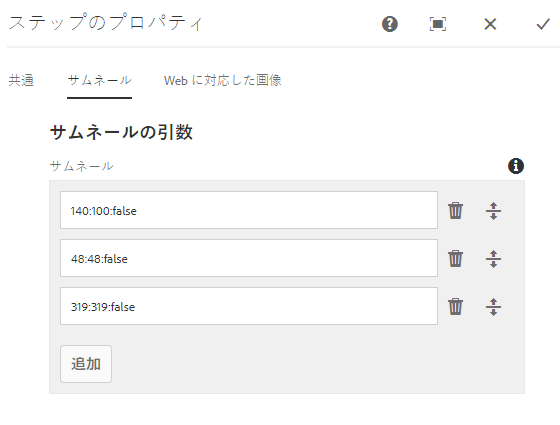 ステップのプロパティ
共通 サムネール Web に対応した画像
サムネールの引数
サムネール
140:100:false
48:48:false
319:319:false
追加